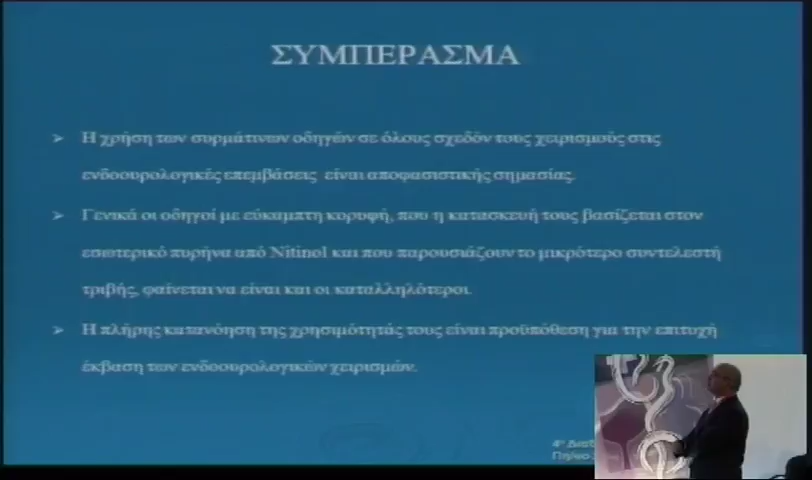 ΣΥΜΠΕΡΑΣΜΑ
Η χρήση των συρμάτινων οδηγών σε όλους σχεδόν τους χειρισμούς στις
ενδοουρολογικές επεμβάσεις είναι αποφασιστικής σημασίας.
Γενικά οι οδηγοί με εύκαμπτη κορυφή, που η κατασκευή τους βασίζεται στον
εσωτερικό πυρήνα από Nitinol και που παρουσιάζουν το μικρότερο συντελεστή
τριβής, φαίνεται να είναι και οι καταλληλότεροι.
Η πλήρης κατανόηση της χρησιμότητάς τους είναι προϋπόθεση για την επιτυχή
έκβαση των ενδοουρολογικών χειρισμών.
4º